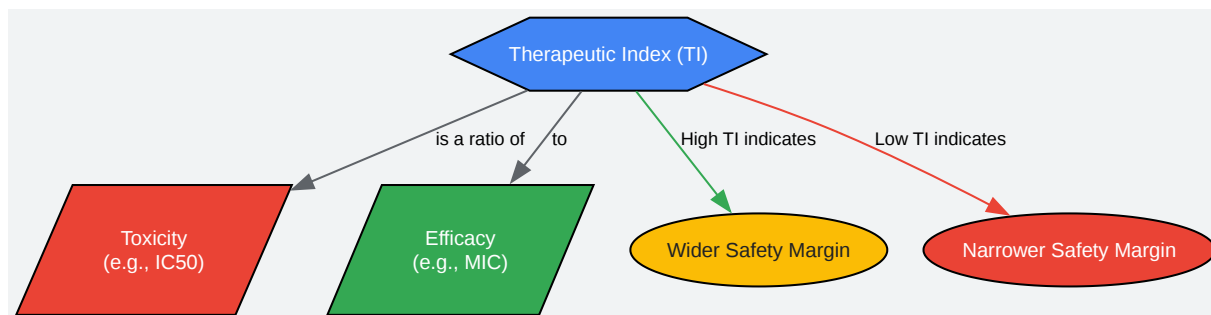 Therapeutic Index (TI)
is a ratio of
to
High TI indicates
Low TI indicates
Toxicity
(e.g., IC50)
Efficacy
(e.g., MIC)
Wider Safety Margin
Narrower Safety Margin